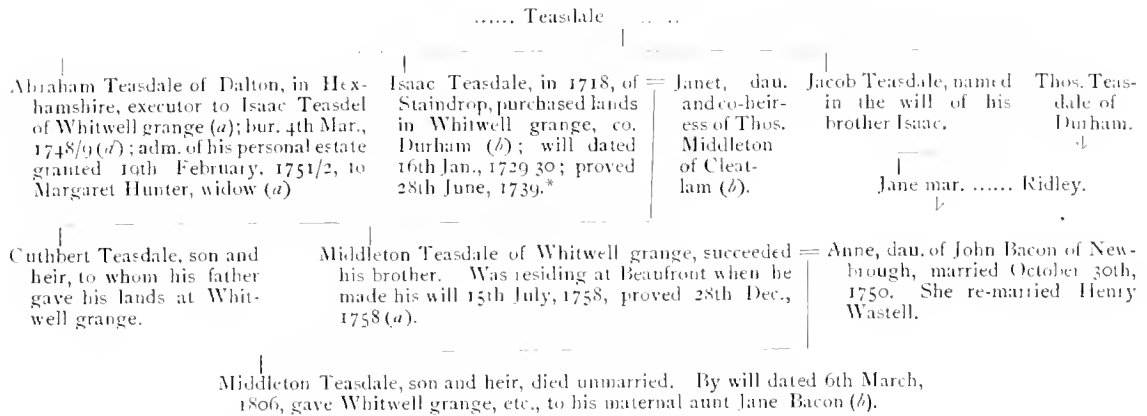 ...... Teasdale .. ..
Abraham Teasdale of Dalton, in Hex-
hamshire, executor to Isaac Teasdel
of Whitwell grange (a); bur. 4th Mar.,
1748/9 (d); adm. of his personal estate
granted 19th February, 1751/2, to
Margaret Hunter, widow (a)
Isaac Teasdale, in 1718, of
Staindrop, purchased lands
in Whitwell grange, co.
Durham (b); will dated
16th Jan., 1729 30; proved
28th June, 1739.*
= Janet, dau.
and co-heir-
ess of Thos.
Middleton
of Cleat-
lam (b).
Jacob Teasdale, named
in the will of his
brother Isaac.
Thos. Teas-
dale of
Durham.
Jane mar. ...... Ridley.
Cuthbert Teasdale, son and
heir, to whom his father
gave his lands at Whit-
well grange.
Middleton Teasdale of Whitwell grange, succeeded
his brother. Was residing at Beaufront when he
made his will 15th July, 1758, proved 28th Dec.,
1758 (a).
= Anne, dau. of John Bacon of New-
brough, married October 30th,
1750. She re-married Henry
Wastell.
Middleton Teasdale, son and heir, died unmarried. By will dated 6th March,
1806, gave Whitwell grange, etc., to his maternal aunt Jane Bacon (b).